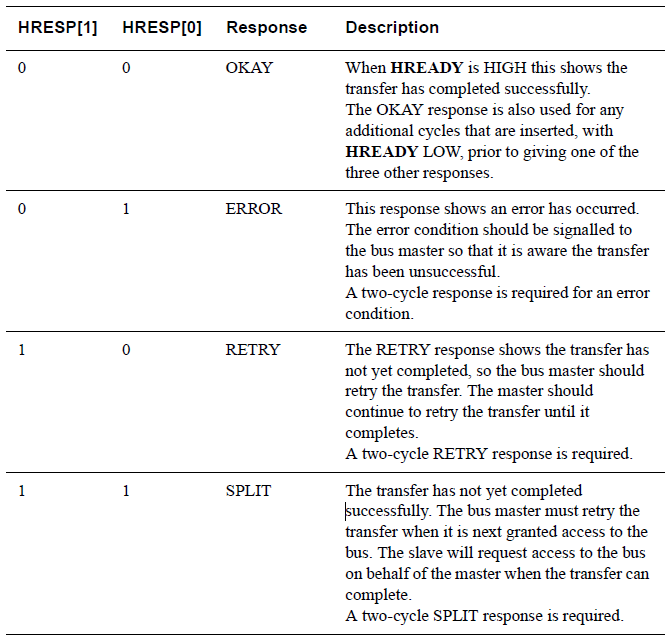 HRESP[1] HRESP[0] Response Description
0 0 OKAY When HREADY is HIGH this shows the
transfer has completed successfully.
The OKAY response is also used for any
additional cycles that are inserted, with
HREADY LOW, prior to giving one of the
three other responses.
0 1 ERROR This response shows an error has occurred.
The error condition should be signalled to
the bus master so that it is aware the transfer
has been unsuccessful.
A two-cycle response is required for an error
condition.
1 0 RETRY The RETRY response shows the transfer has
not yet completed, so the bus master should
retry the transfer. The master should
continue to retry the transfer until it
completes.
A two-cycle RETRY response is required.
1 1 SPLIT The transfer has not yet completed
successfully. The bus master must retry the
transfer when it is next granted access to the
bus. The slave will request access to the bus
on behalf of the master when the transfer can
complete.
A two-cycle SPLIT response is required.